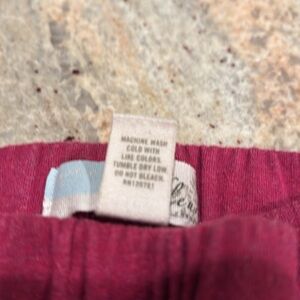 MACHINE WASH
COLD WITH
LIKE COLORS.
TUMBLE DRY LOW
DO NOT BLEACH.